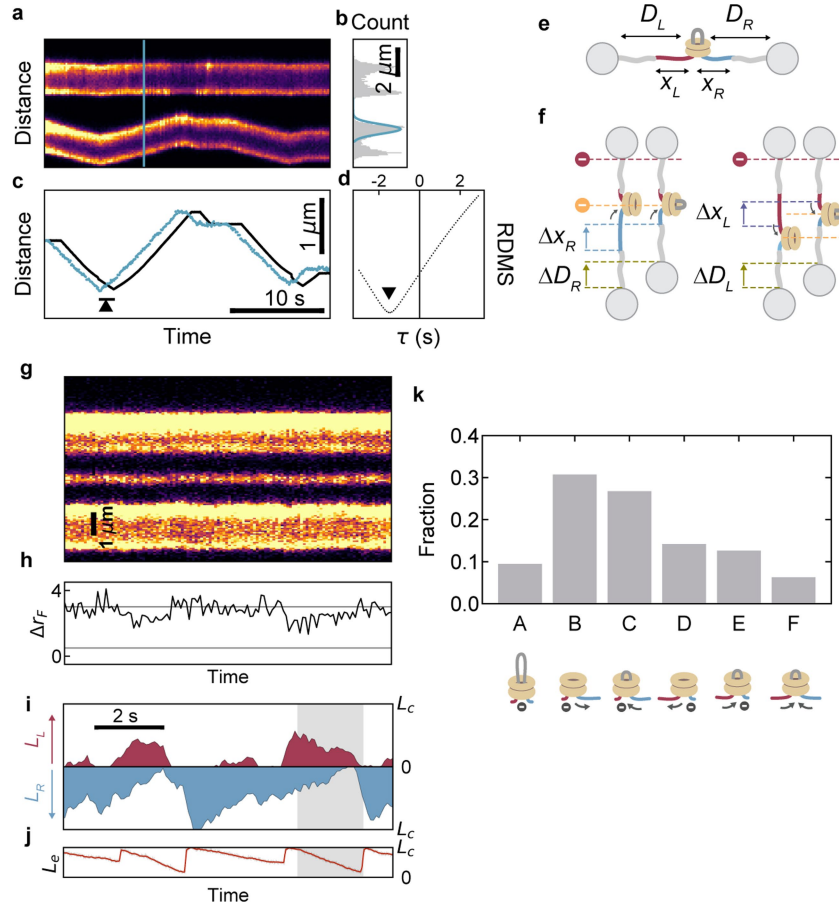 a
b
Count
2 μm
Distance
c
d
-2
0
2
1 μm
10 s
Distance
RDMS
Time
τ (s)
e
D_L
D_R
x_L
x_R
f
Δx_R
ΔD_R
Δx_L
ΔD_L
g
1 μm
h
4
Δr_F
0
Time
i
L_c
2 s
L_L
0
L_R
L_c
j
L_c
L_e
0
Time
k
0.4
0.3
0.2
0.1
0.0
Fraction
A B C D E F